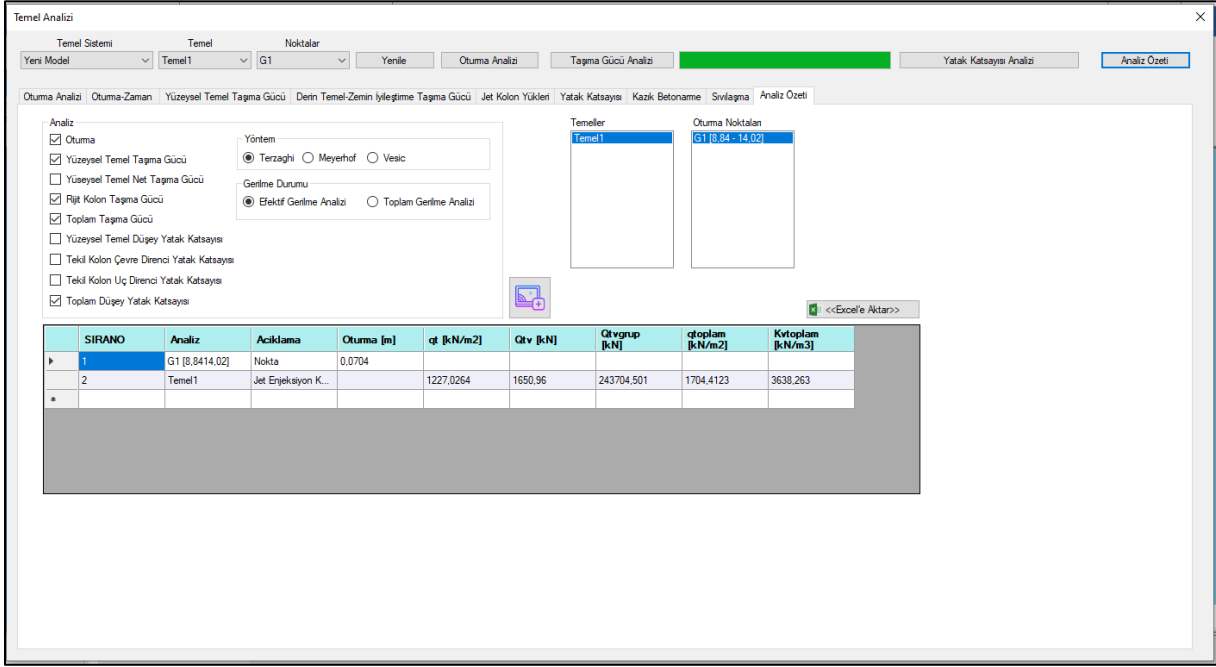 Temel Analizi
Temel Sistemi Temel Noktalar
Yeni Model Temel1 G1 Yenile Oturma Analizi Taşıma Gücü Analizi Yatak Katsayısı Analizi Analiz Özeti
Oturma Analizi Oturma-Zaman Yüzeysel Temel Taşıma Gücü Derin Temel-Zemin İyileştirme Taşıma Gücü Jet Kolon Yükleri Yatak Katsayısı Kazık Betonarme Sıvılaşma Analiz Özeti
Analiz
Oturma
Yüzeysel Temel Taşıma Gücü
Yüseysel Temel Net Taşıma Gücü
Rijit Kolon Taşıma Gücü
Toplam Taşıma Gücü
Yüzeysel Temel Düşey Yatak Katsayısı
Tekil Kolon Çevre Direnci Yatak Katsayısı
Tekil Kolon Uç Direnci Yatak Katsayısı
Toplam Düşey Yatak Katsayısı
Yöntem
Terzaghi Meyerhof Vesic
Gerilme Durumu
Efektif Gerilme Analizi Toplam Gerilme Analizi
Temeller
Temel1
Oturma Noktaları
G1 [8,84 - 14,02]
<<Excel'e Aktar>>
SIRANO Analiz Aciklama Oturma [m] qt [kN/m2] Qtv [kN] Qtvgrup [kN] qtoplam [kN/m2] Kvtoplam [kN/m3]
1 G1 [8,8414,02] Nokta 0,0704
2 Temel1 Jet Enjeksiyon K... 1227,0264 1650,96 243704,501 1704,4123 3638,263